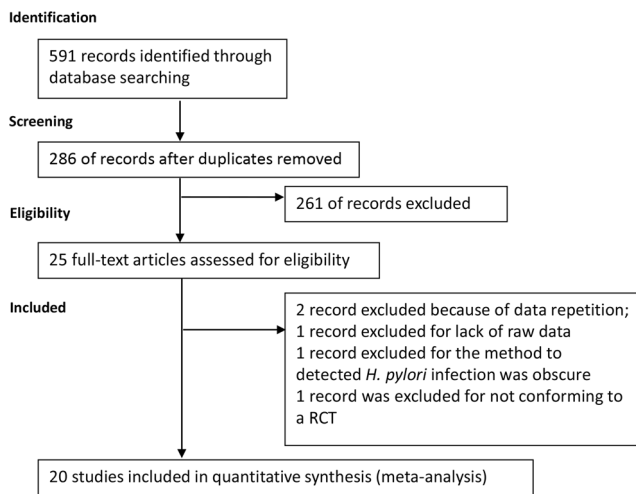 Identification
591 records identified through
database searching
Screening
286 of records after duplicates removed
261 of records excluded
Eligibility
25 full-text articles assessed for eligibility
Included
2 record excluded because of data repetition;
1 record excluded for lack of raw data
1 record excluded for the method to
detected H. pylori infection was obscure
1 record was excluded for not conforming to
a RCT
20 studies included in quantitative synthesis (meta-analysis)